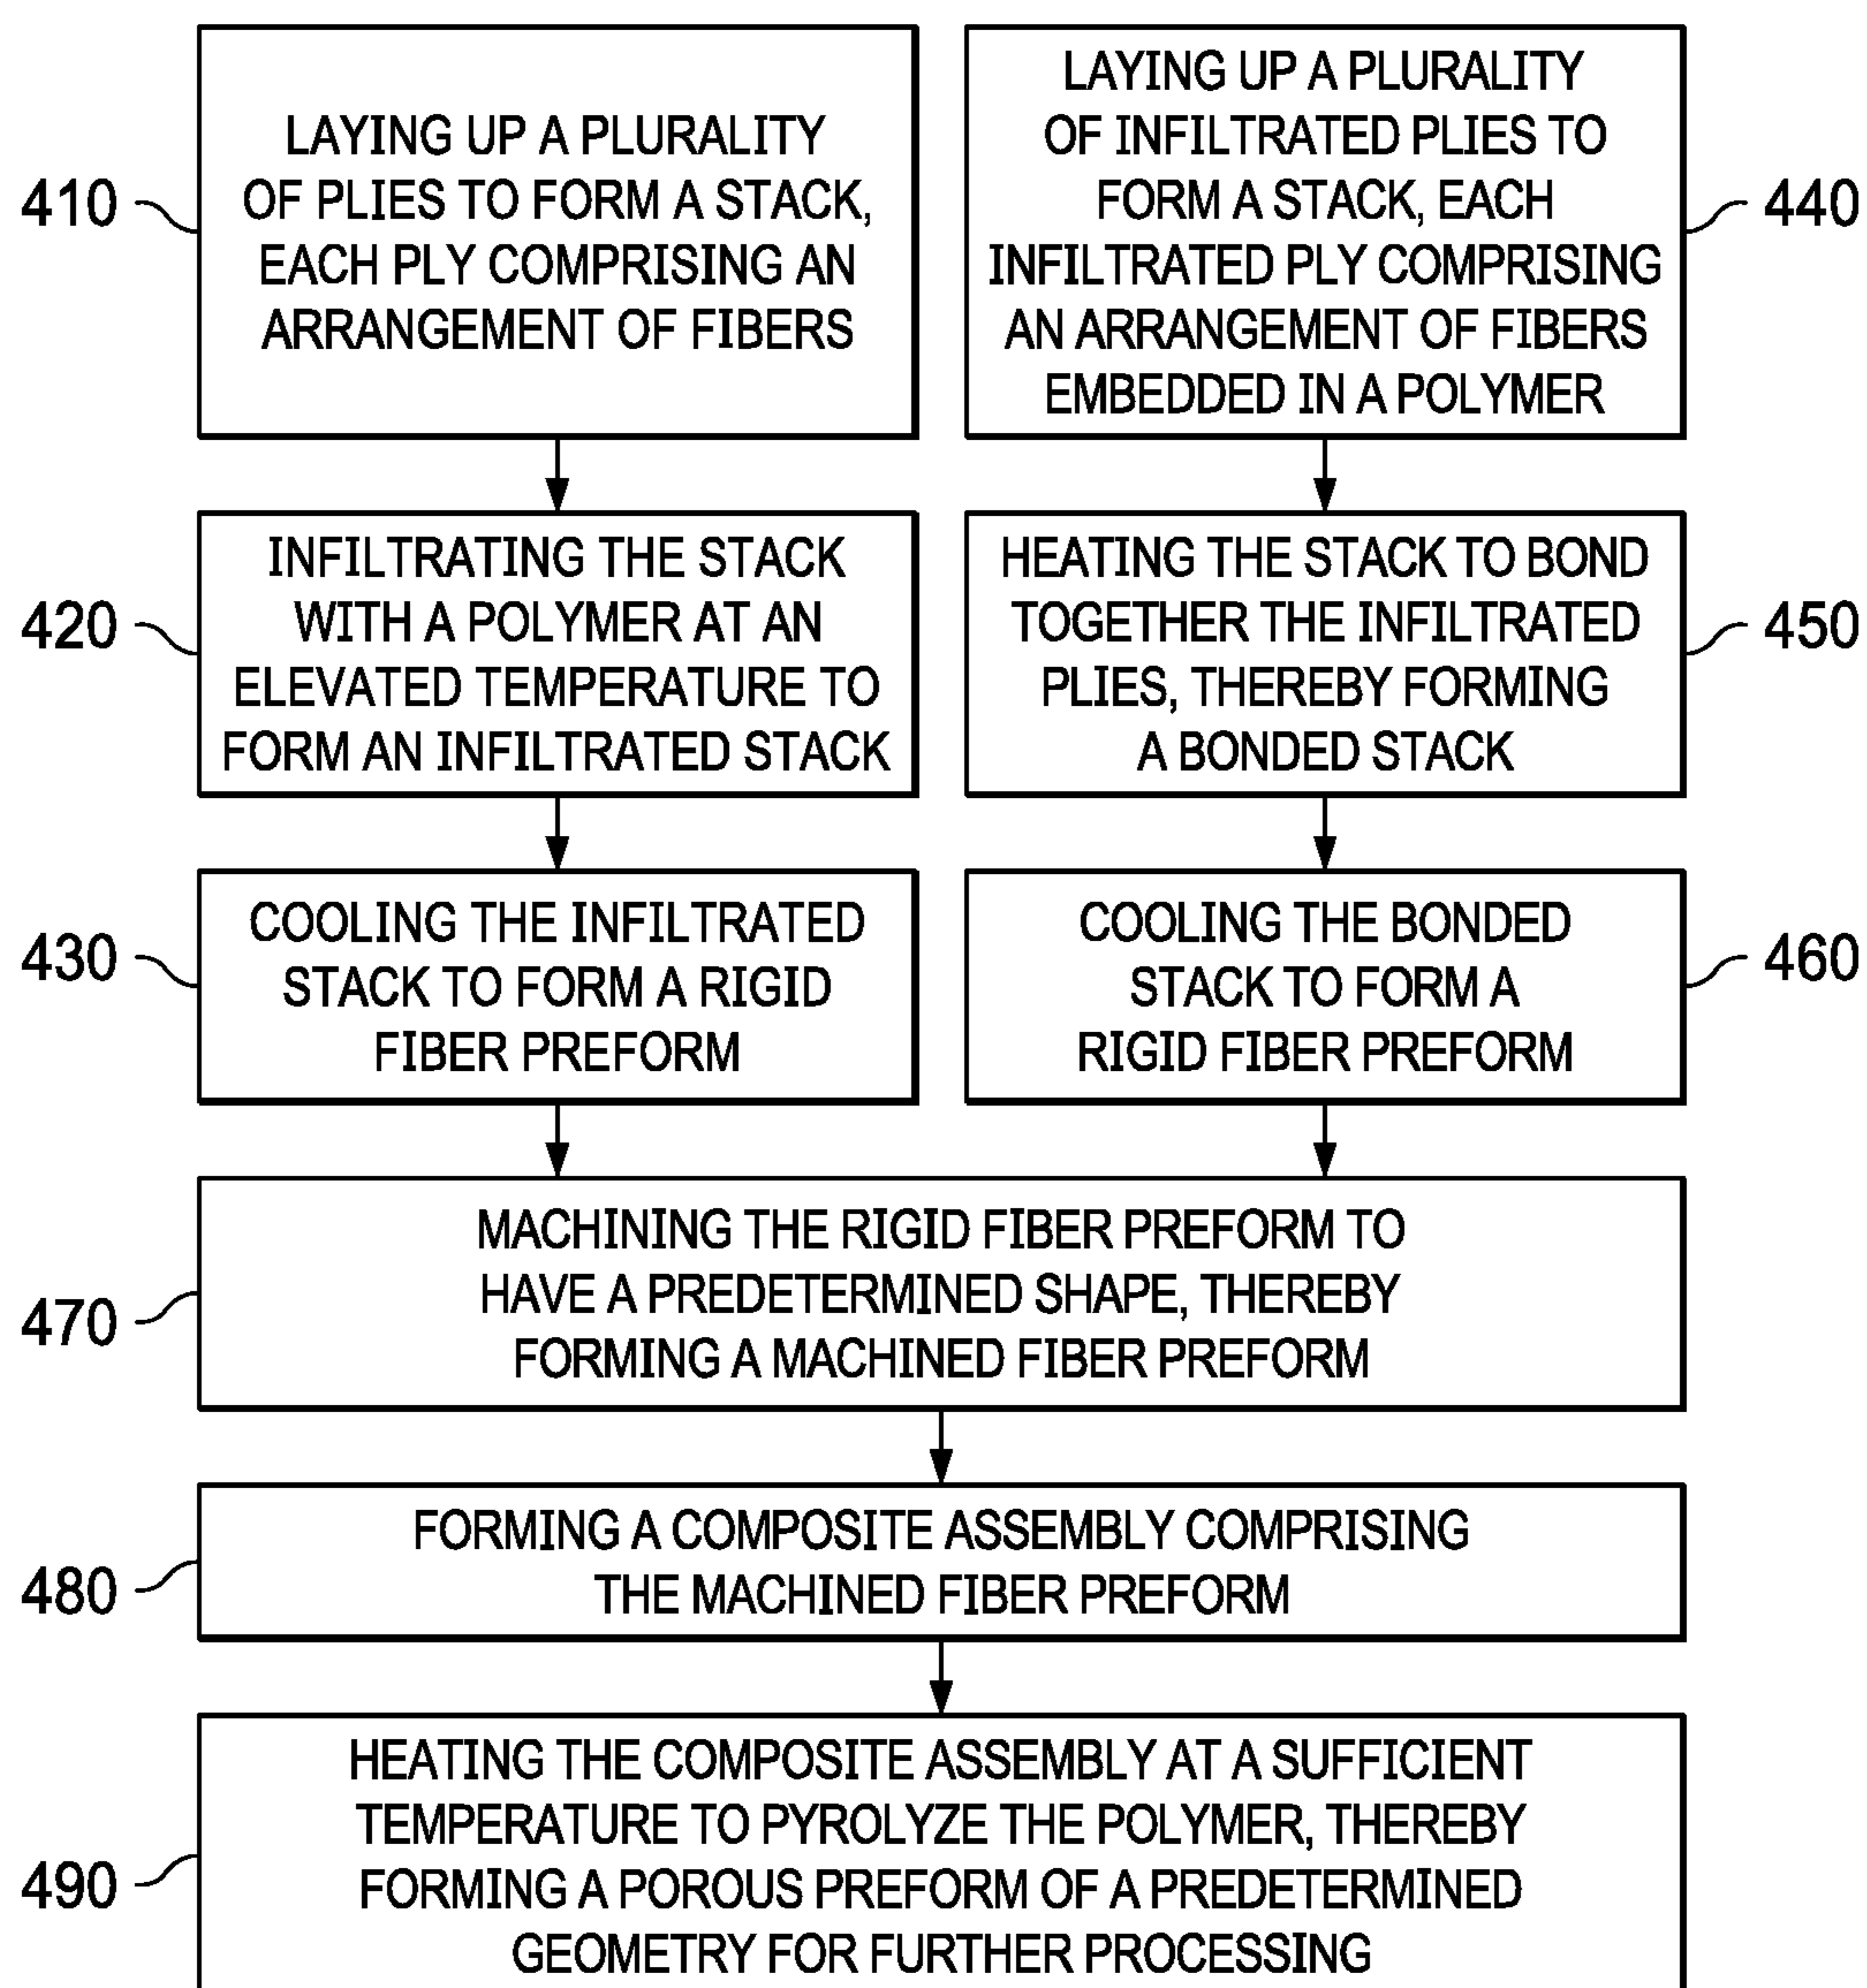 410
LAYING UP A PLURALITY
OF PLIES TO FORM A STACK,
EACH PLY COMPRISING AN
ARRANGEMENT OF FIBERS
LAYING UP A PLURALITY
OF INFILTRATED PLIES TO
FORM A STACK, EACH
INFILTRATED PLY COMPRISING
AN ARRANGEMENT OF FIBERS
EMBEDDED IN A POLYMER
440
420
INFILTRATING THE STACK
WITH A POLYMER AT AN
ELEVATED TEMPERATURE TO
FORM AN INFILTRATED STACK
HEATING THE STACK TO BOND
TOGETHER THE INFILTRATED
PLIES, THEREBY FORMING
A BONDED STACK
450
430
COOLING THE INFILTRATED
STACK TO FORM A RIGID
FIBER PREFORM
COOLING THE BONDED
STACK TO FORM A
RIGID FIBER PREFORM
460
470
MACHINING THE RIGID FIBER PREFORM TO
HAVE A PREDETERMINED SHAPE, THEREBY
FORMING A MACHINED FIBER PREFORM
480
FORMING A COMPOSITE ASSEMBLY COMPRISING
THE MACHINED FIBER PREFORM
490
HEATING THE COMPOSITE ASSEMBLY AT A SUFFICIENT
TEMPERATURE TO PYROLYZE THE POLYMER, THEREBY
FORMING A POROUS PREFORM OF A PREDETERMINED
GEOMETRY FOR FURTHER PROCESSING